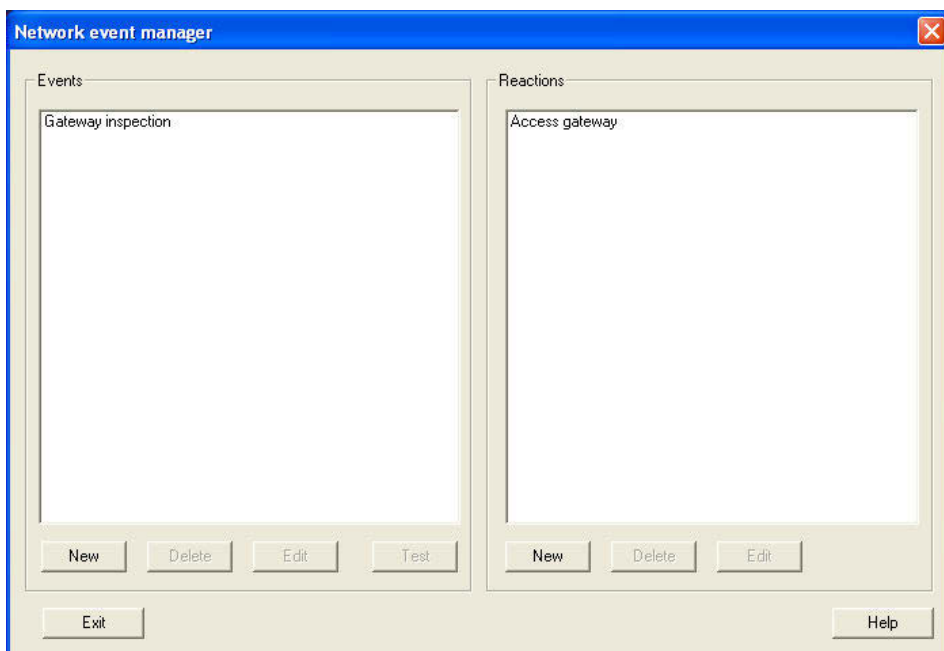 Network event manager
Events
Gateway inspection
New Delete Edit Test
Reactions
Access gateway
New Delete Edit
Exit Help